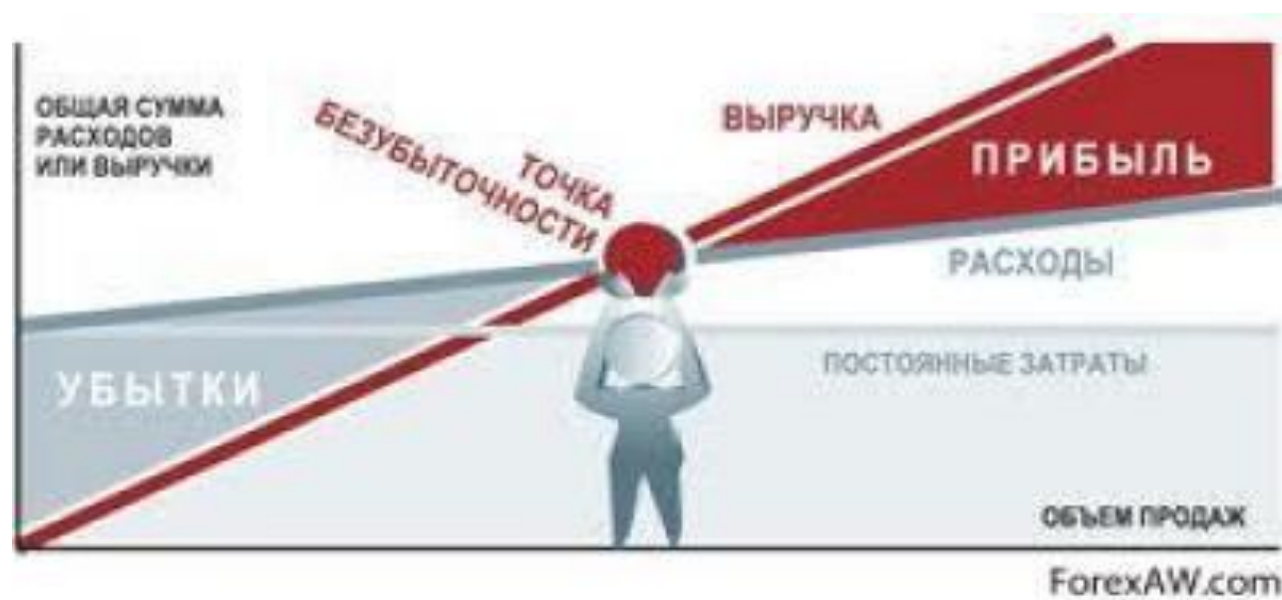 ОБЩАЯ СУММА
РАСХОДОВ
ИЛИ ВЫРУЧКИ
ТОЧКА
БЕЗУБЫТОЧНОСТИ
ВЫРУЧКА
ПРИБЫЛЬ
РАСХОДЫ
ПОСТОЯННЫЕ ЗАТРАТЫ
УБЫТКИ
ОБЪЕМ ПРОДАЖ
ForexAW.com